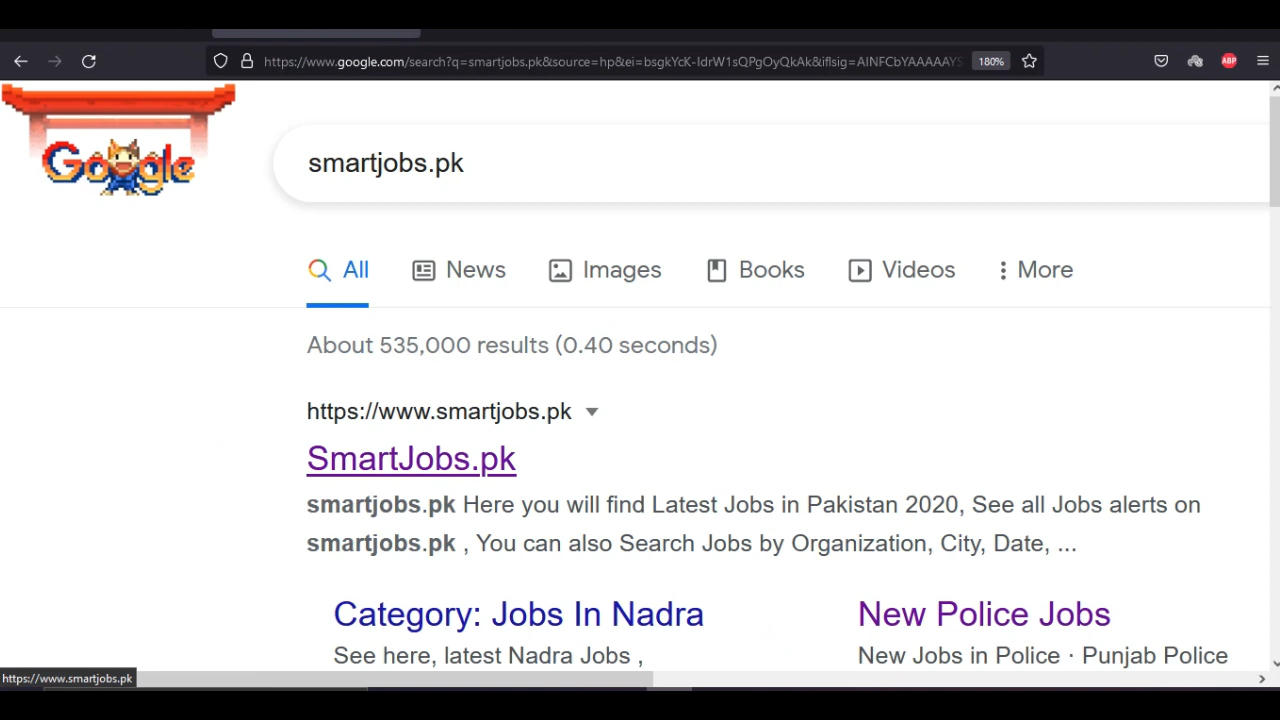 https://www.google.com/search?q=smartjobs.pk&source=hp&ei=bsgkYcK-IdrW1sQPgOyQkAk&iflsig=AINFCbYAAAAAYS
180%
ABP
Google
smartjobs.pk
All News Images Books Videos More
About 535,000 results (0.40 seconds)
https://www.smartjobs.pk
SmartJobs.pk
smartjobs.pk Here you will find Latest Jobs in Pakistan 2020, See all Jobs alerts on
smartjobs.pk , You can also Search Jobs by Organization, City, Date, ...
Category: Jobs In Nadra
See here, latest Nadra Jobs ,
New Police Jobs
New Jobs in Police · Punjab Police
https://www.smartjobs.pk